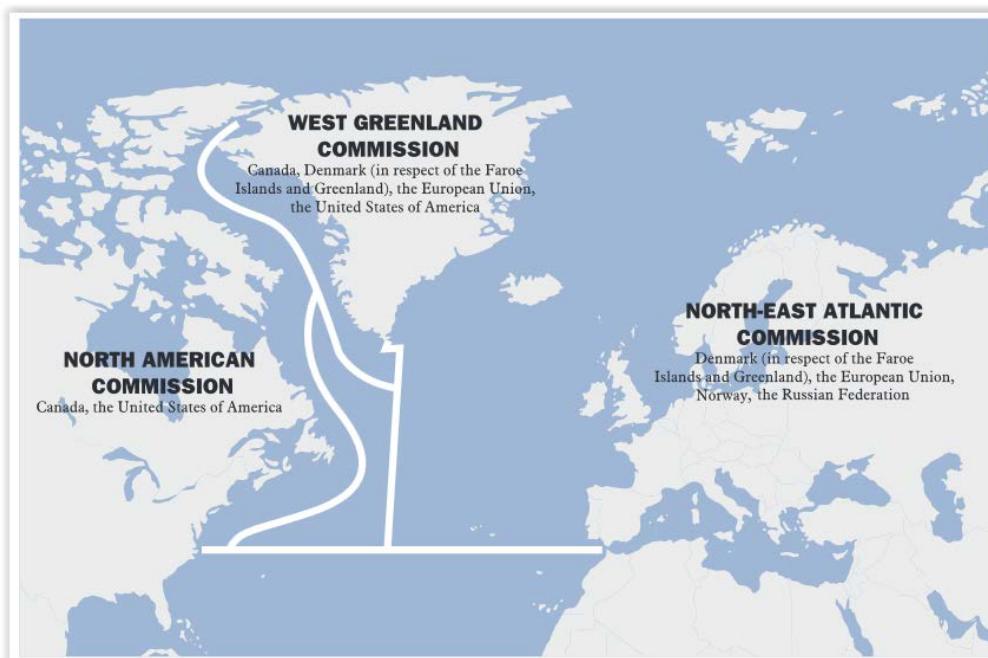 WEST GREENLAND
COMMISSION
Canada, Denmark (in respect of the Faroe
Islands and Greenland), the European Union,
the United States of America
NORTH-EAST ATLANTIC
COMMISSION
Denmark (in respect of the Faroe
Islands and Greenland), the European Union,
Norway, the Russian Federation
NORTH AMERICAN
COMMISSION
Canada, the United States of America